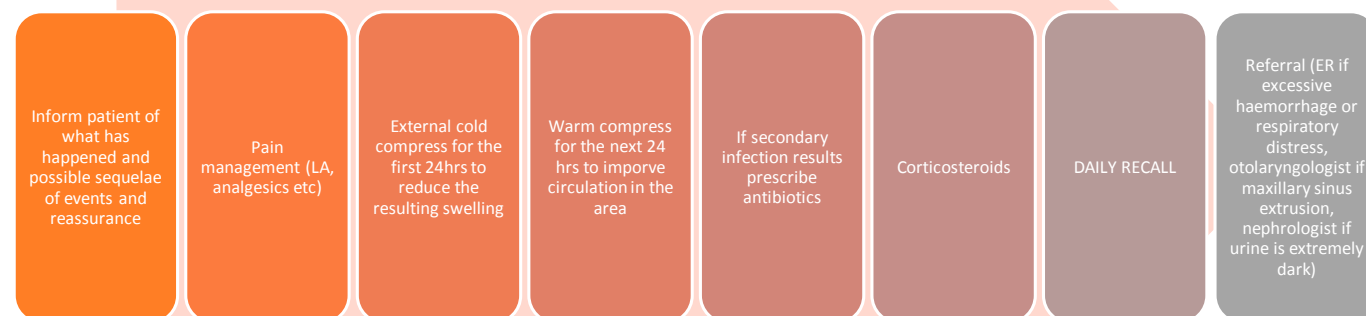 Inform patient of
what has
happened and
possible sequelae
of events and
reassurance
Pain
management (LA,
analgesics etc)
External cold
compress for the
first 24hrs to
reduce the
resulting swelling
Warm compress
for the next 24
hrs to imporve
circulation in the
area
If secondary
infection results
prescribe
antibiotics
Corticosteroids
DAILY RECALL
Referral (ER if
excessive
haemorrhage or
respiratory
distress,
otolaryngologist if
maxillary sinus
extrusion,
nephrologist if
urine is extremely
dark)